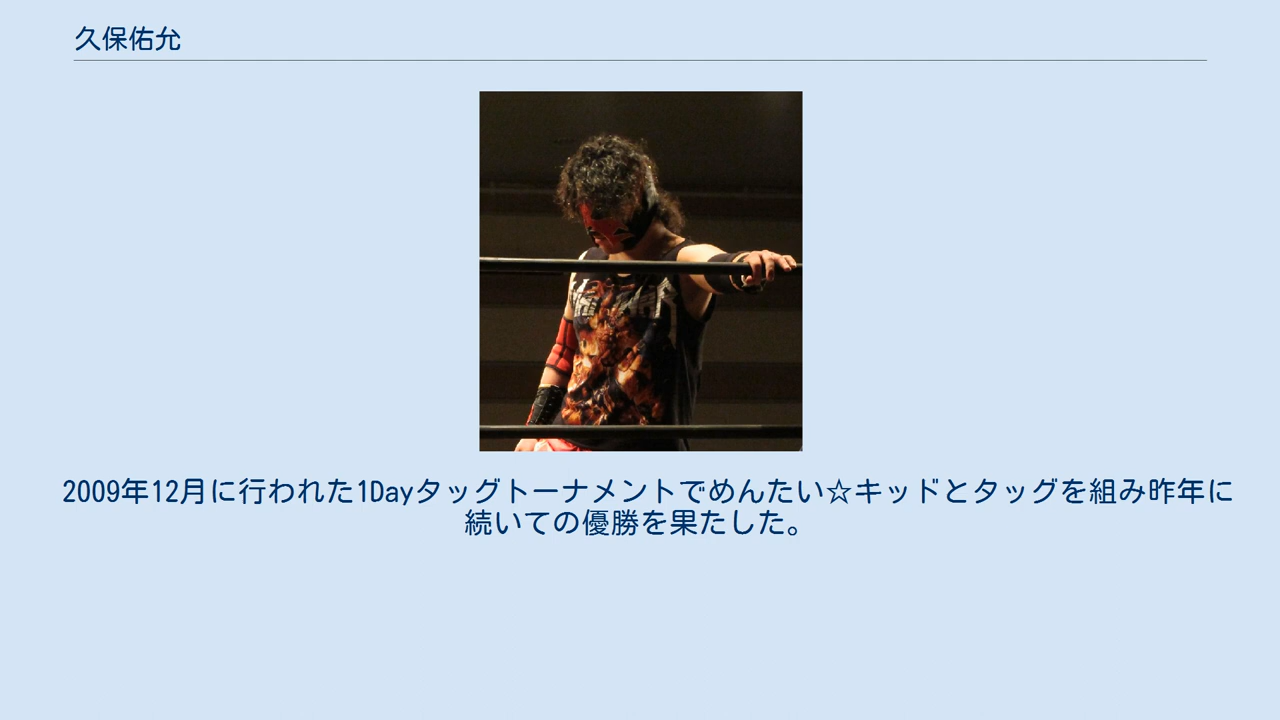 久保佑允
2009年12月に行われた1Dayタッグトーナメントでめんたい☆キッドとタッグを組み昨年に
続いての優勝を果たした。